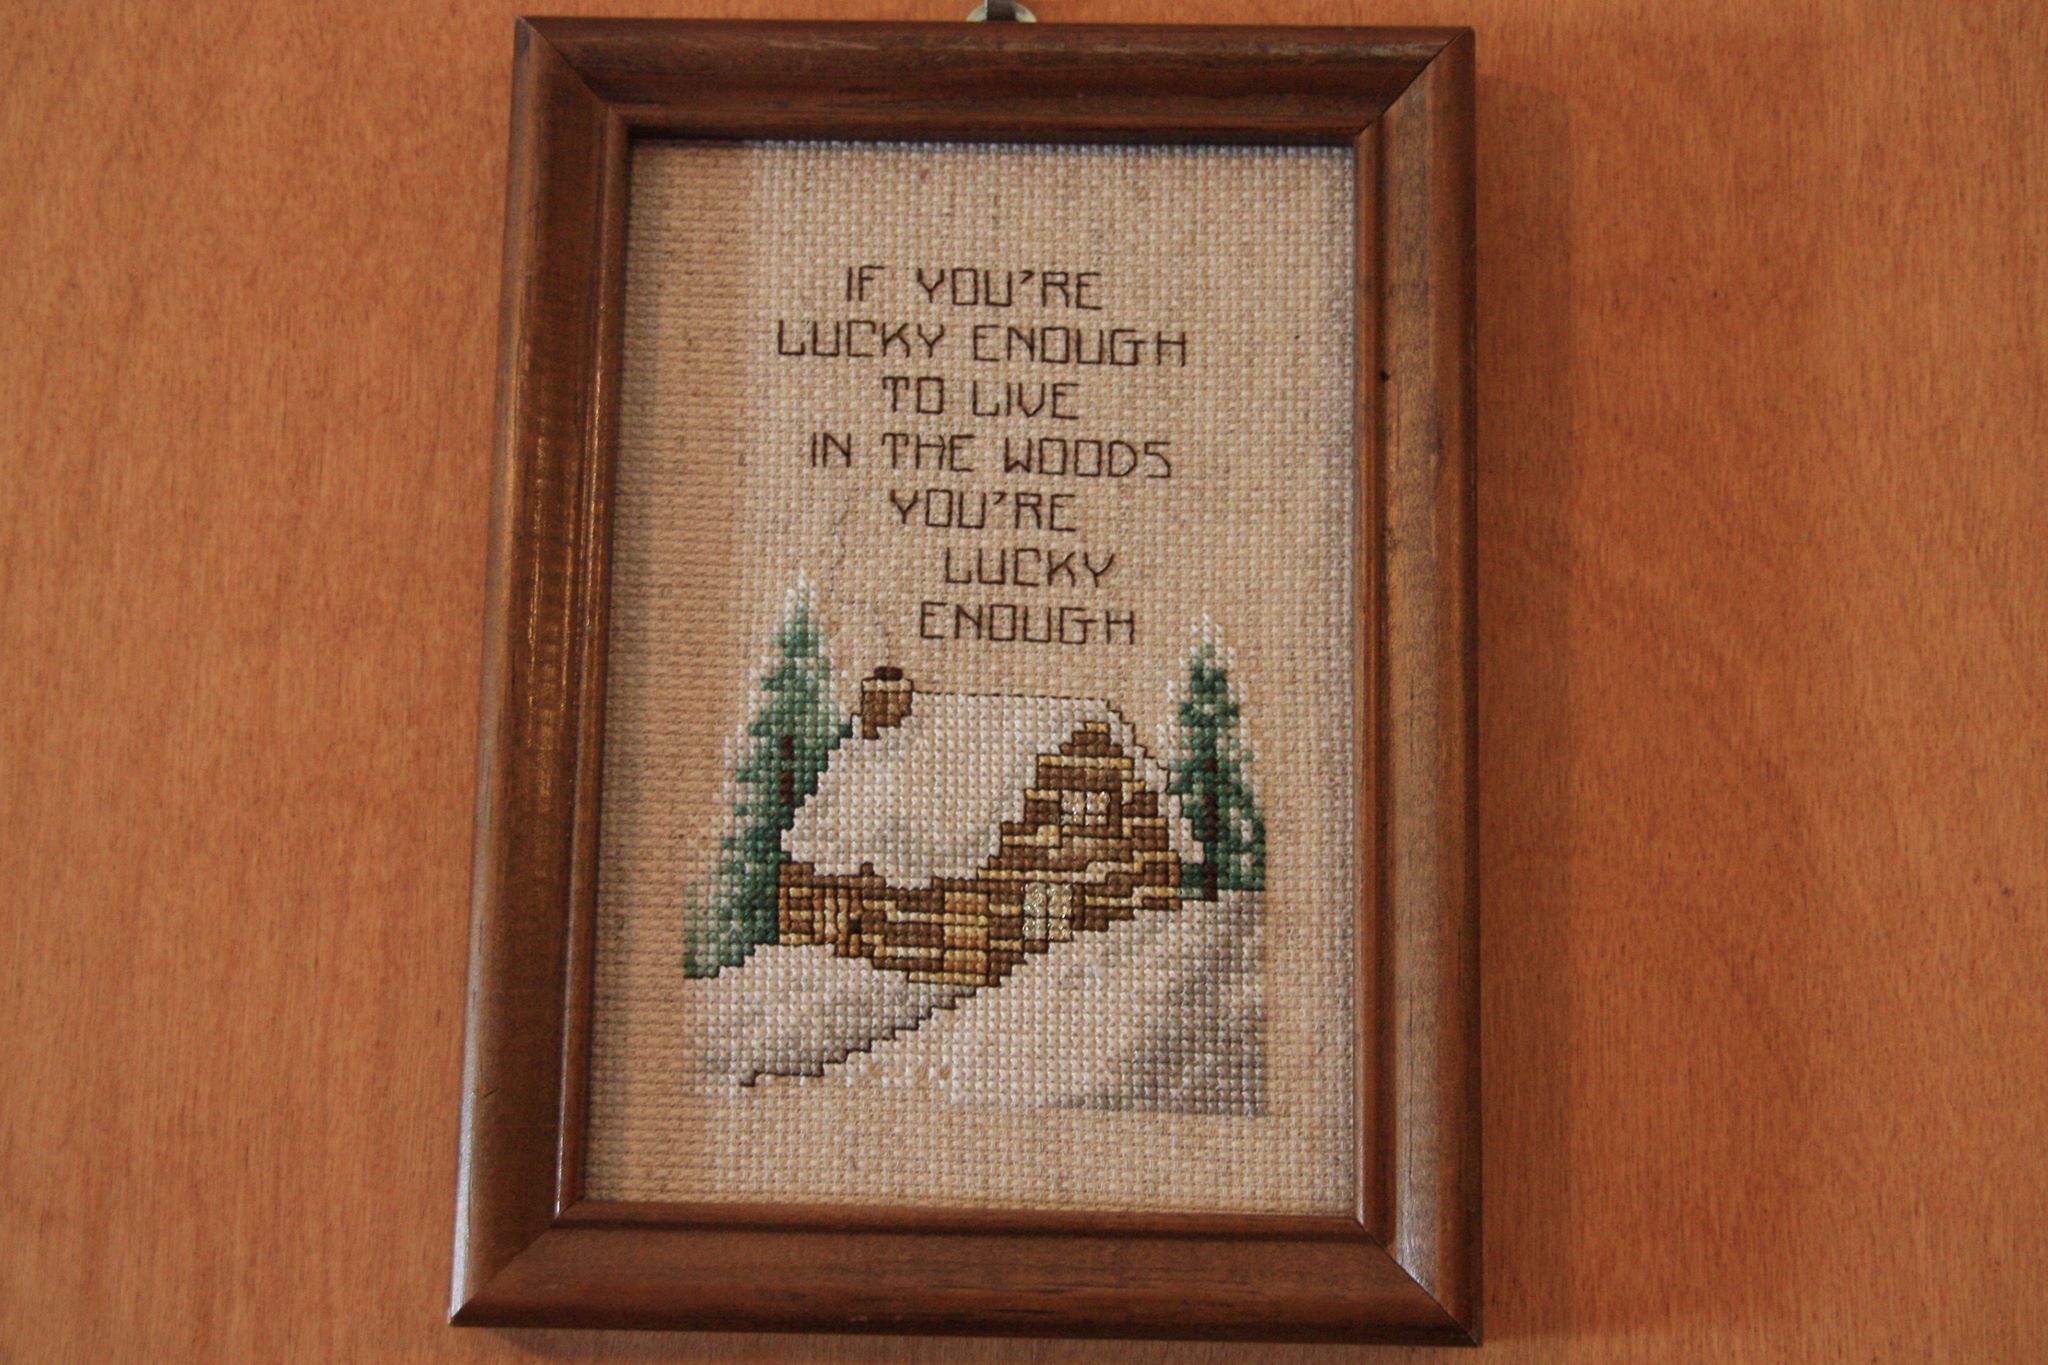 IF YOU'RE
LUCKY ENOUGH
TO LIVE
IN THE WOODS
YOU'RE
LUCKY
ENOUGH